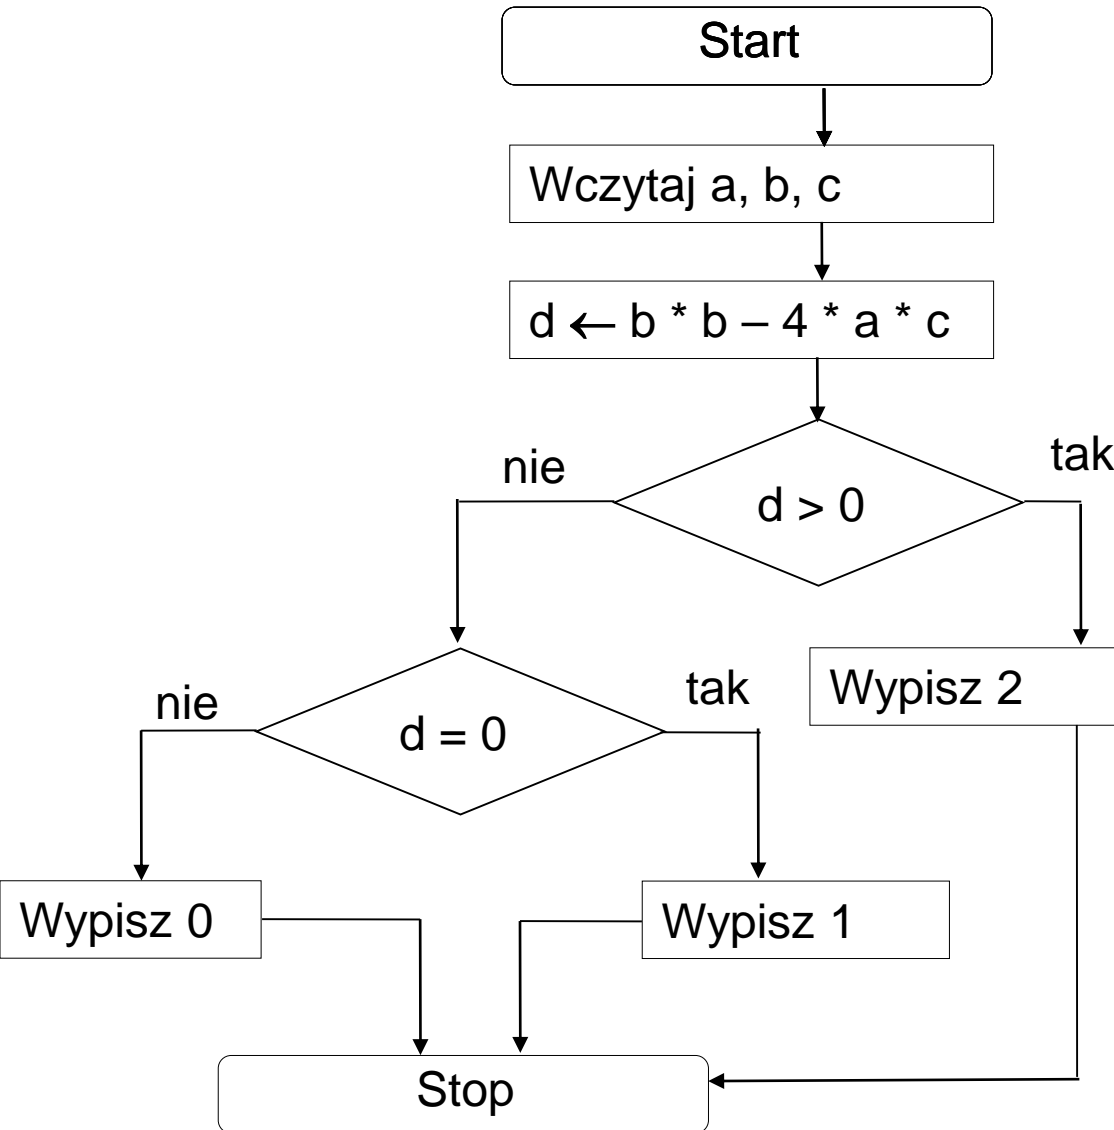 Start
Wczytaj a, b, c
d ← b * b – 4 * a * c
nie
tak
d > 0
nie
tak
Wypisz 2
d = 0
Wypisz 0
Wypisz 1
Stop